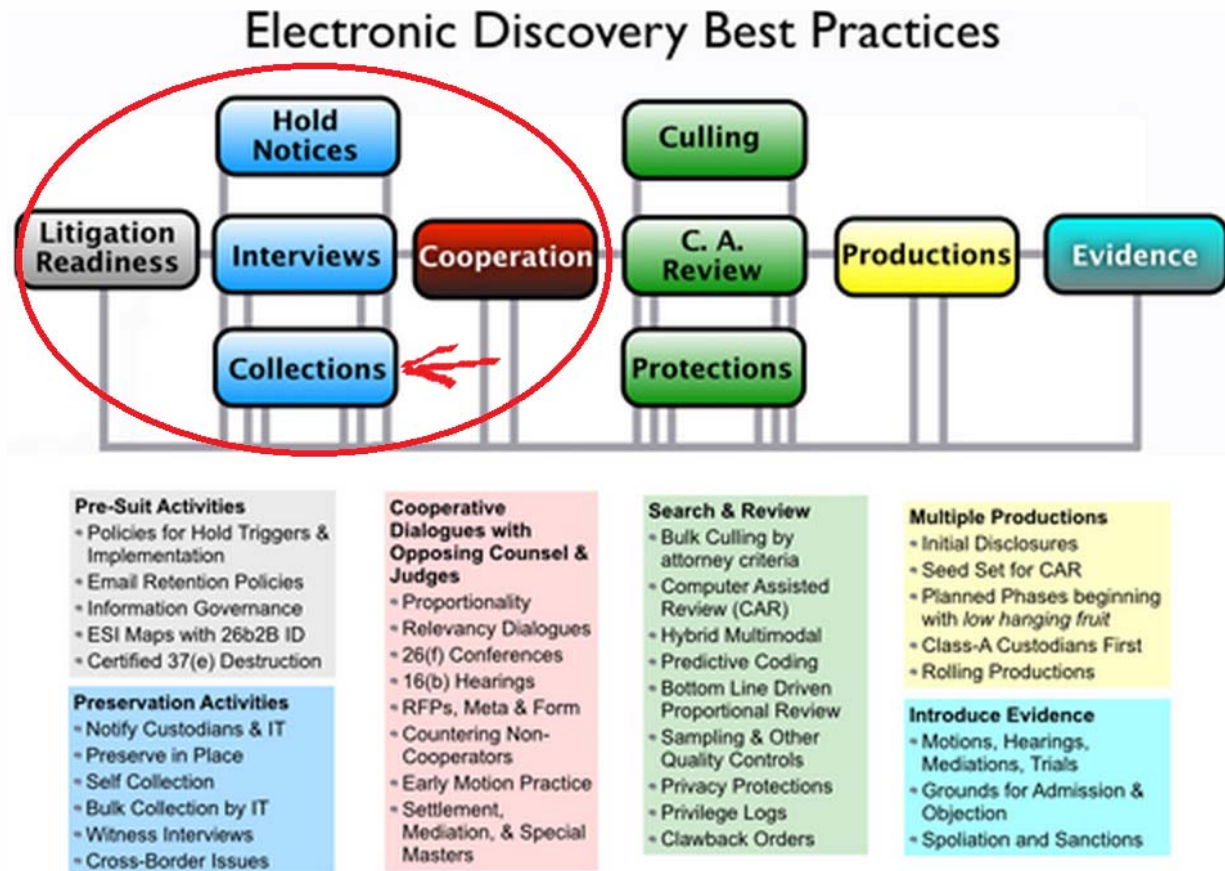 Electronic Discovery Best Practices
Hold
Notices
Culling
Litigation
Readiness
Interviews
Cooperation
C. A.
Review
Productions
Evidence
Collections
Protections
Pre-Suit Activities
Policies for Hold Triggers &
Implementation
Email Retention Policies
Information Governance
ESI Maps with 26b2B ID
Certified 37(e) Destruction
Preservation Activities
Notify Custodians & IT
Preserve in Place
Self Collection
Bulk Collection by IT
Witness Interviews
Cross-Border Issues
Cooperative
Dialogues with
Opposing Counsel &
Judges
Proportionality
Relevancy Dialogues
26(f) Conferences
16(b) Hearings
RFPs, Meta & Form
Countering Non-
Cooperators
Early Motion Practice
Settlement,
Mediation, & Special
Masters
Search & Review
Bulk Culling by
attorney criteria
Computer Assisted
Review (CAR)
Hybrid Multimodal
Predictive Coding
Bottom Line Driven
Proportional Review
Sampling & Other
Quality Controls
Privacy Protections
Privilege Logs
Clawback Orders
Multiple Productions
Initial Disclosures
Seed Set for CAR
Planned Phases beginning
with low hanging fruit
Class-A Custodians First
Rolling Productions
Introduce Evidence
Motions, Hearings,
Mediations, Trials
Grounds for Admission &
Objection
Spoliation and Sanctions